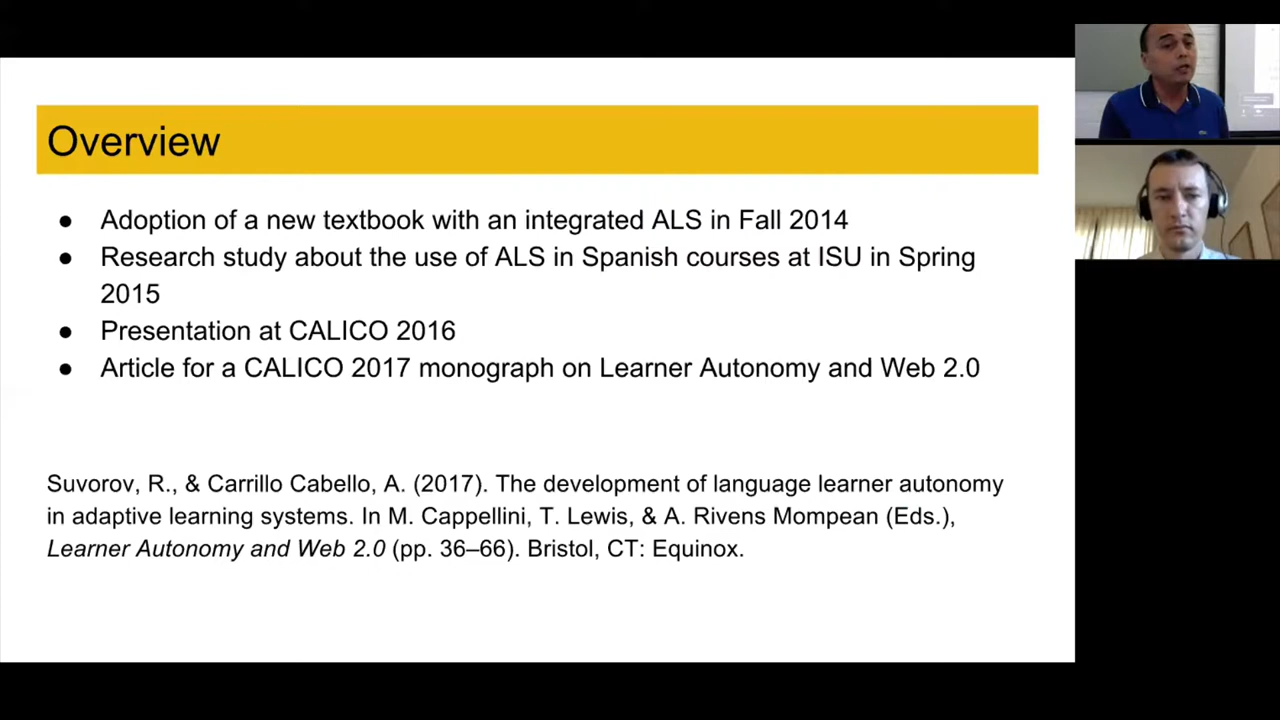 Overview
● Adoption of a new textbook with an integrated ALS in Fall 2014
● Research study about the use of ALS in Spanish courses at ISU in Spring
2015
● Presentation at CALICO 2016
● Article for a CALICO 2017 monograph on Learner Autonomy and Web 2.0
Suvorov, R., & Carrillo Cabello, A. (2017). The development of language learner autonomy
in adaptive learning systems. In M. Cappellini, T. Lewis, & A. Rivens Mompean (Eds.),
Learner Autonomy and Web 2.0 (pp. 36–66). Bristol, CT: Equinox.